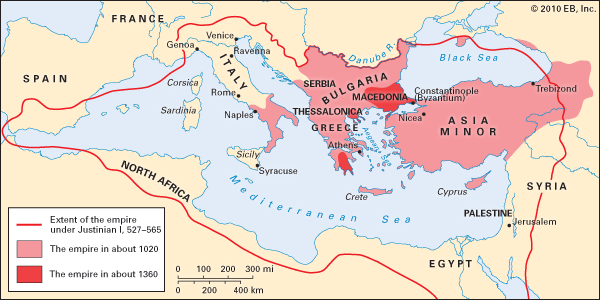 © 2010 EB, Inc.
FRANCE
Venice
Genoa
Ravenna
Danube R.
Black Sea
SPAIN
Corsica
ITALY
SERBIA
BULGARIA
Rome
MACEDONIA
Constantinople
(Byzantium)
Trebizond
Sardinia
Naples
THESSALONICA
Nicea
ASIA
MINOR
GREECE
Aegean Sea
Athens
Sicily
Syracuse
NORTH AFRICA
Crete
Cyprus
SYRIA
Mediterranean Sea
PALESTINE
Jerusalem
EGYPT
Extent of the empire
under Justinian I, 527–565
The empire in about 1020
The empire in about 1360
0 100 200 300 mi
0 200 400 km